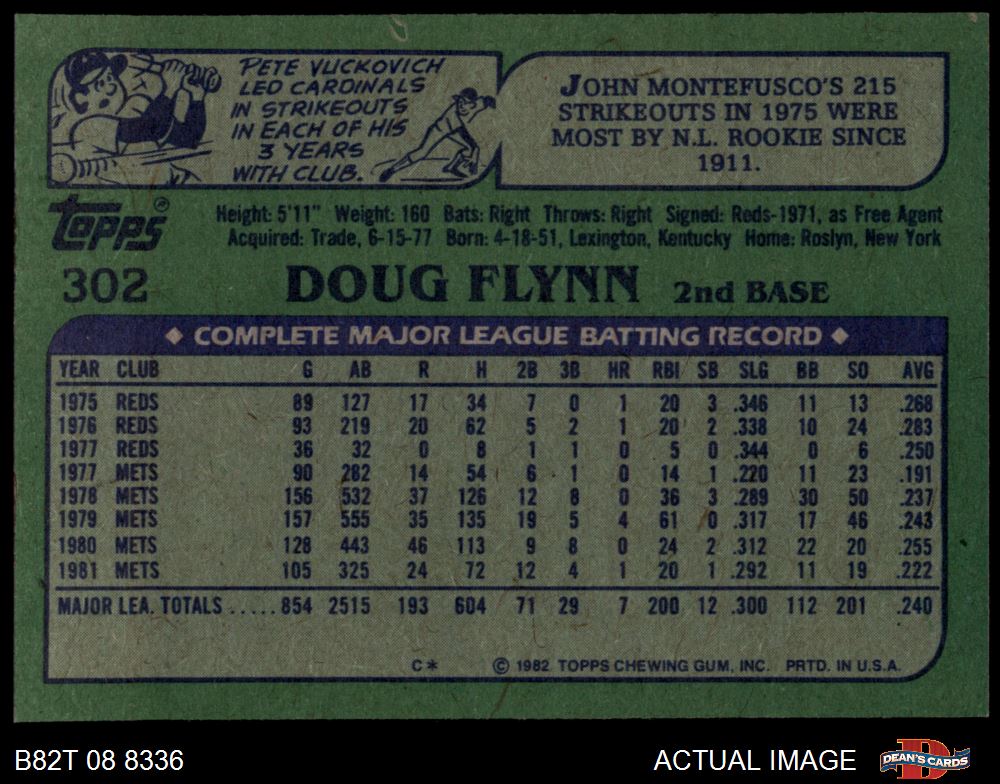 PETE VUCKOVICH
LED CARDINALS
IN STRIKEOUTS
IN EACH OF HIS
3 YEARS
WITH CLUB.
JOHN MONTEFUSCO'S 215
STRIKEOUTS IN 1975 WERE
MOST BY N.L. ROOKIE SINCE
1911.
TOPPS®
Height: 5'11" Weight: 160 Bats: Right Throws: Right Signed: Reds-1971, as Free Agent
Acquired: Trade, 6-15-77 Born: 4-18-51, Lexington, Kentucky Home: Roslyn, New York
302 DOUG FLYNN 2nd BASE
◆ COMPLETE MAJOR LEAGUE BATTING RECORD ◆
YEAR CLUB G AB R H 2B 3B HR RBI SB SLG BB SO AVG
1975 REDS 89 127 17 34 7 0 1 20 3 .346 11 13 .268
1976 REDS 93 219 20 62 5 2 1 20 2 .338 10 24 .283
1977 REDS 36 32 0 8 1 1 0 5 0 .344 0 6 .250
1977 METS 90 282 14 54 6 1 0 14 1 .220 11 23 .191
1978 METS 156 532 37 126 12 8 0 36 3 .289 30 50 .237
1979 METS 157 555 35 135 19 5 4 61 0 .317 17 46 .243
1980 METS 128 443 46 113 9 8 0 24 2 .312 22 20 .255
1981 METS 105 325 24 72 12 4 1 20 1 .292 11 19 .222
MAJOR LEA. TOTALS ..... 854 2515 193 604 71 29 7 200 12 .300 112 201 .240
C* © 1982 TOPPS CHEWING GUM, INC. PRTD. IN U.S.A.
B82T 08 8336 ACTUAL IMAGE D DEAN'S CARDS